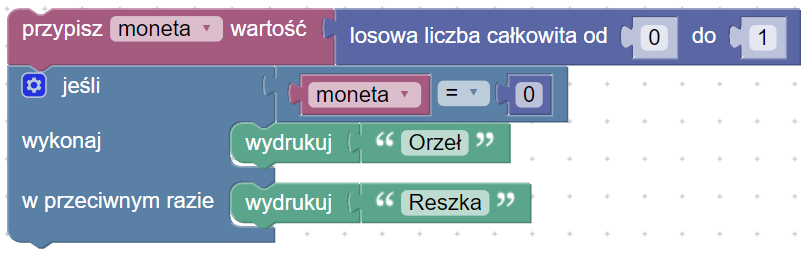 przypisz moneta wartość losowa liczba całkowita od 0 do 1
jeśli moneta = 0
wykonaj wydrukuj “ Orzeł ”
w przeciwnym razie wydrukuj “ Reszka ”